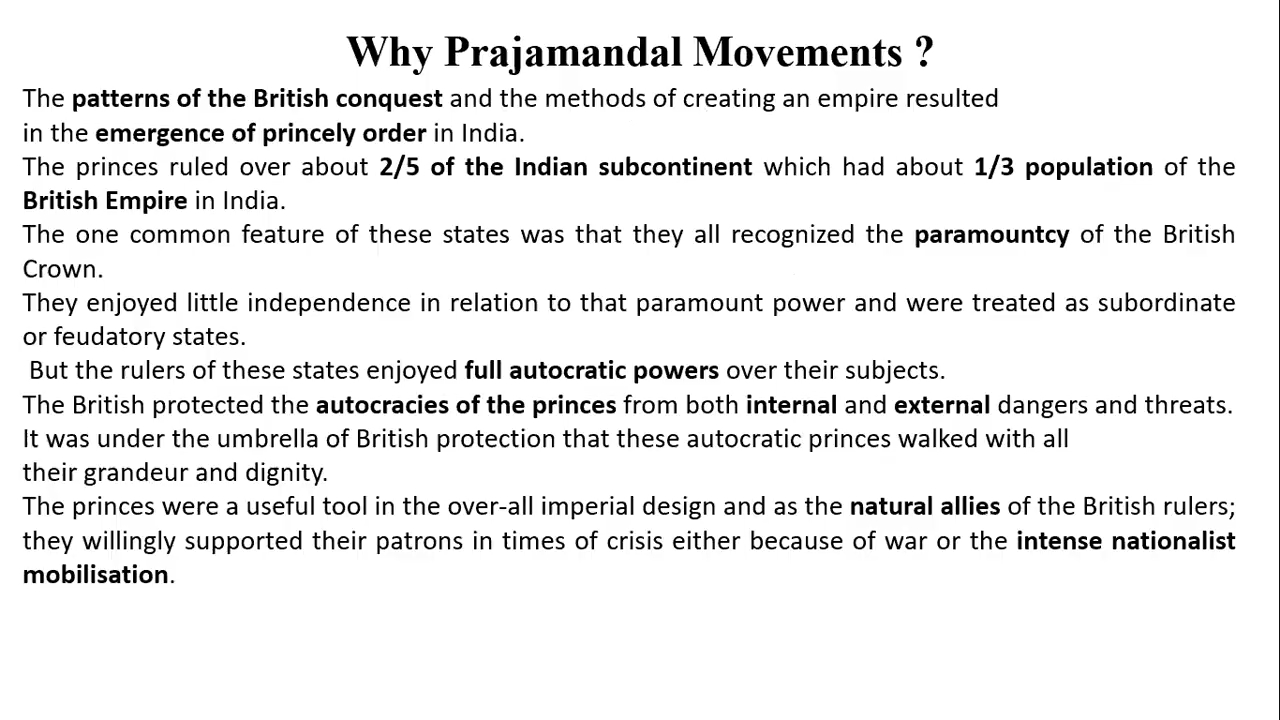 Why Prajamandal Movements ?
The patterns of the British conquest and the methods of creating an empire resulted
in the emergence of princely order in India.
The princes ruled over about 2/5 of the Indian subcontinent which had about 1/3 population of the
British Empire in India.
The one common feature of these states was that they all recognized the paramountcy of the British
Crown.
They enjoyed little independence in relation to that paramount power and were treated as subordinate
or feudatory states.
But the rulers of these states enjoyed full autocratic powers over their subjects.
The British protected the autocracies of the princes from both internal and external dangers and threats.
It was under the umbrella of British protection that these autocratic princes walked with all
their grandeur and dignity.
The princes were a useful tool in the over-all imperial design and as the natural allies of the British rulers;
they willingly supported their patrons in times of crisis either because of war or the intense nationalist
mobilisation.